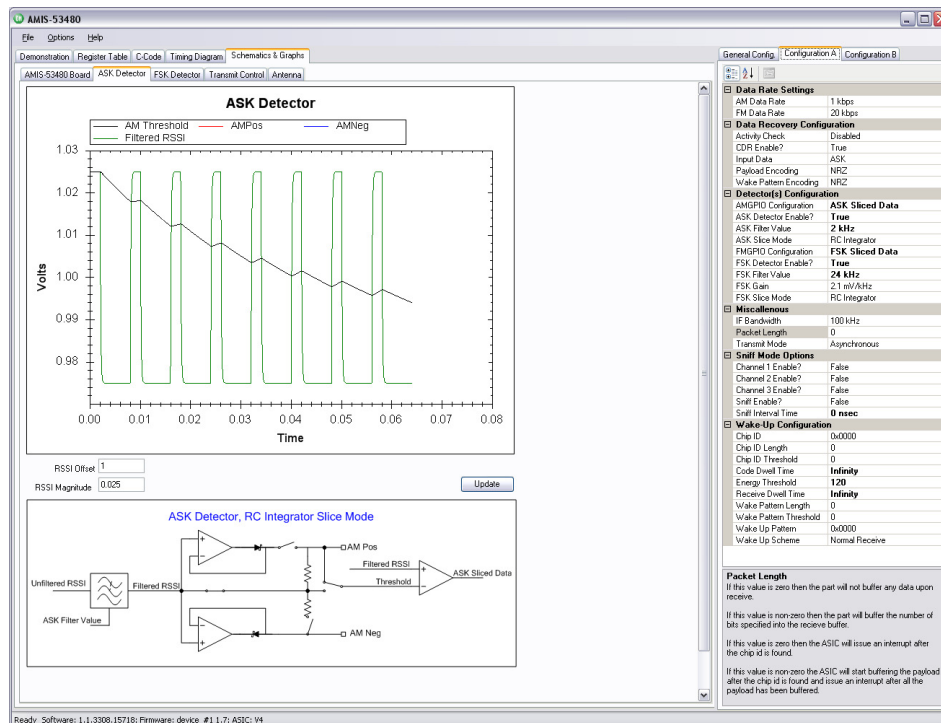 AMIS-53480
File Options Help
Demonstration Register Table C-Code Timing Diagram Schematics & Graphs
AMIS-53480 Board ASK Detector FSK Detector Transmit Control Antenna
ASK Detector
AM Threshold AMPos AMNeg
Filtered RSSI
1.03
1.02
1.01
1.00
0.99
0.98
Volts
0.00 0.01 0.02 0.03 0.04 0.05 0.06 0.07 0.08
Time
RSSI Offset 1
RSSI Magnitude 0.025
Update
ASK Detector, RC Integrator Slice Mode
AM Pos
Filtered RSSI
ASK Sliced Data
Threshold
Unfiltered RSSI
Filtered RSSI
ASK Filter Value
AM Neg
General Config. Configuration A Configuration B
Data Rate Settings
AM Data Rate 1 kbps
FM Data Rate 20 kbps
Data Recovery Configuration
Activity Check Disabled
CDR Enable? True
Input Data ASK
Payload Encoding NRZ
Wake Pattern Encoding NRZ
Detector(s) Configuration
AMGPIO Configuration ASK Sliced Data
ASK Detector Enable? True
ASK Filter Value 2 kHz
ASK Slice Mode RC Integrator
FMGPIO Configuration FSK Sliced Data
FSK Detector Enable? True
FSK Filter Value 24 kHz
FSK Gain 2.1 mV/kHz
FSK Slice Mode RC Integrator
Miscellenous
IF Bandwidth 100 kHz
Packet Length 0
Transmit Mode Asynchronous
Sniff Mode Options
Channel 1 Enable? False
Channel 2 Enable? False
Channel 3 Enable? False
Sniff Enable? False
Sniff Interval Time 0 nsec
Wake-Up Configuration
Chip ID 0x0000
Chip ID Length 0
Chip ID Threshold 0
Code Dwell Time Infinity
Energy Threshold 120
Receive Dwell Time Infinity
Wake Pattern Length 0
Wake Pattern Threshold 0
Wake Up Pattern 0x0000
Wake Up Scheme Normal Receive
Packet Length
If this value is zero then the part will not buffer any data upon
receive.
If this value is non-zero then the part will buffer the number of
bits specified into the recieve buffer.
If this value is zero then the ASIC will issue an interrupt after
the chip id is found.
If this value is non-zero the ASIC will start buffering the payload
after the chip id is found and issue an interrupt after all the
payload has been buffered.
Ready Software: 1.1.3308.15718; Firmware: device #1 1.7; ASIC: V4